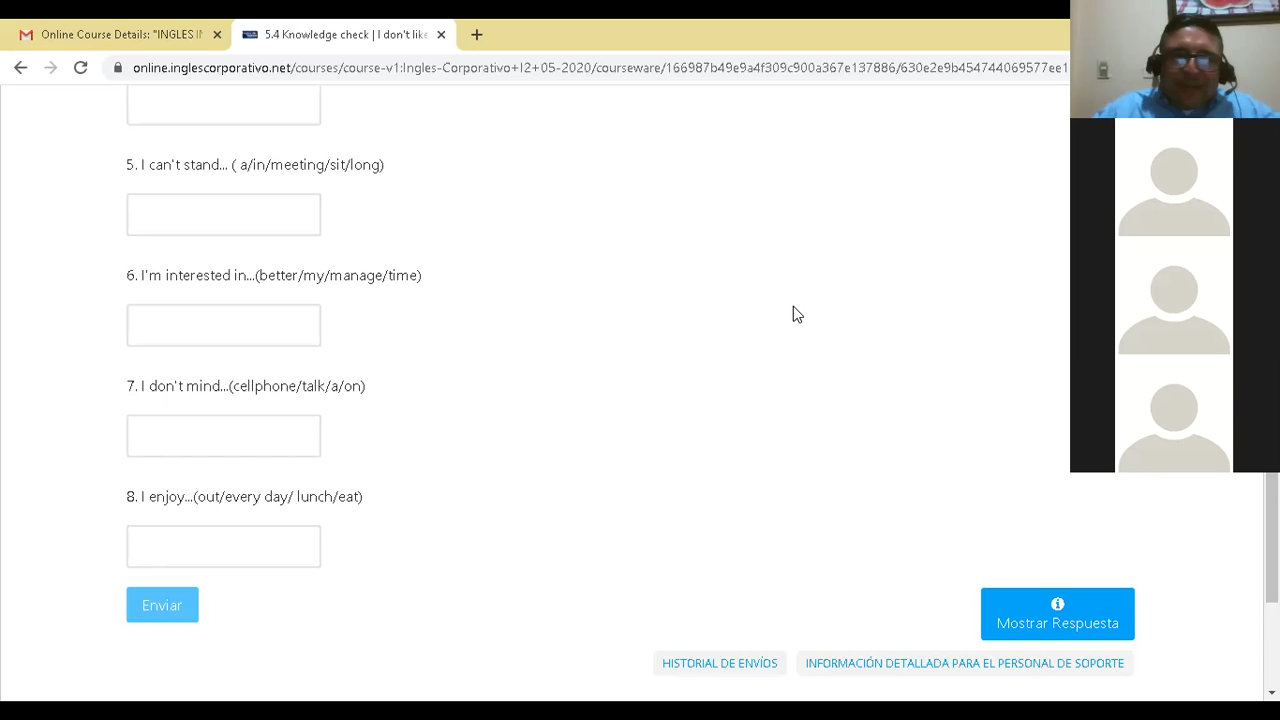 Online Course Details: "INGLES IN
5.4 Knowledge check | I don't like
online.inglescorporativo.net/courses/course-v1:Ingles-Corporativo+I2+05-2020/courseware/166987b49e9a4f309c900a367e137886/630e2e9b454744069577ee1
5. I can't stand... ( a/in/meeting/sit/long)
6. I'm interested in...(better/my/manage/time)
7. I don't mind...(cellphone/talk/a/on)
8. I enjoy...(out/every day/ lunch/eat)
Enviar
Mostrar Respuesta
HISTORIAL DE ENVÍOS
INFORMACIÓN DETALLADA PARA EL PERSONAL DE SOPORTE